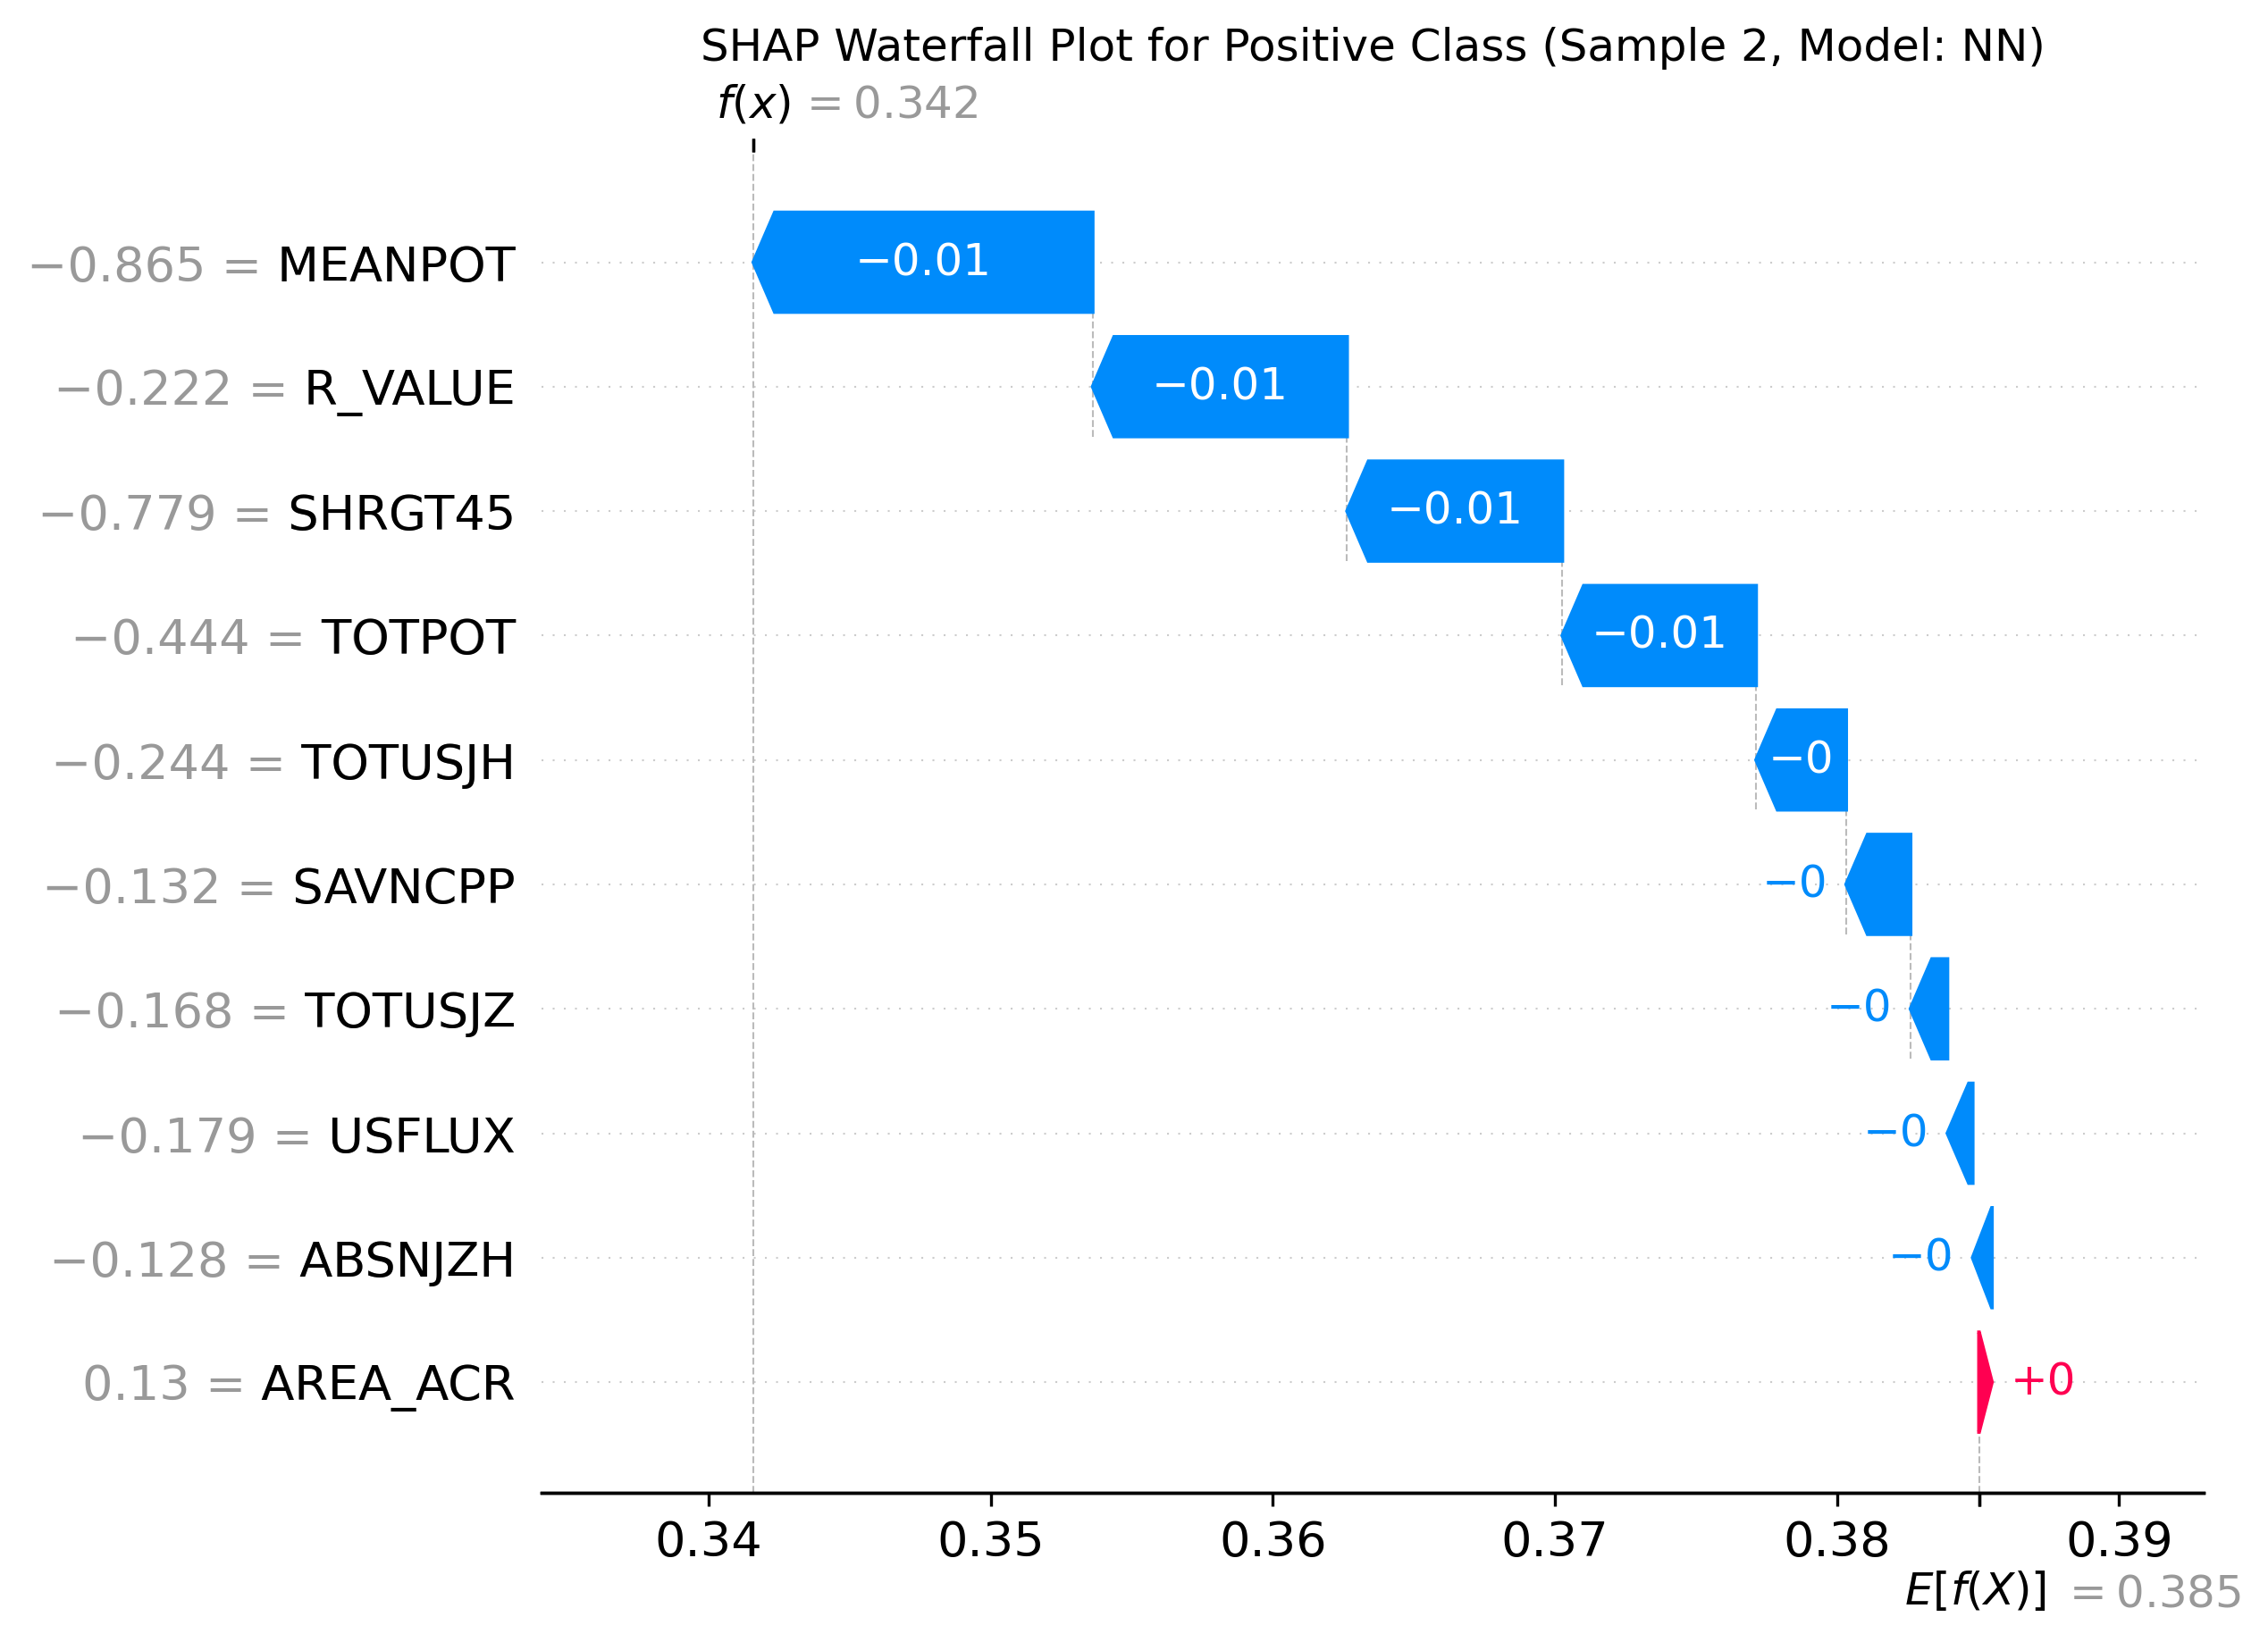 SHAP Waterfall Plot for Positive Class (Sample 2, Model: NN)
f(x) = 0.342
−0.865 = MEANPOT −0.01
−0.222 = R_VALUE −0.01
−0.779 = SHRGT45 −0.01
−0.444 = TOTPOT −0.01
−0.244 = TOTUSJH −0
−0.132 = SAVNCPP −0
−0.168 = TOTUSJZ −0
−0.179 = USFLUX −0
−0.128 = ABSNJZH −0
0.13 = AREA_ACR +0
0.34 0.35 0.36 0.37 0.38 0.39
E[f(X)] = 0.385